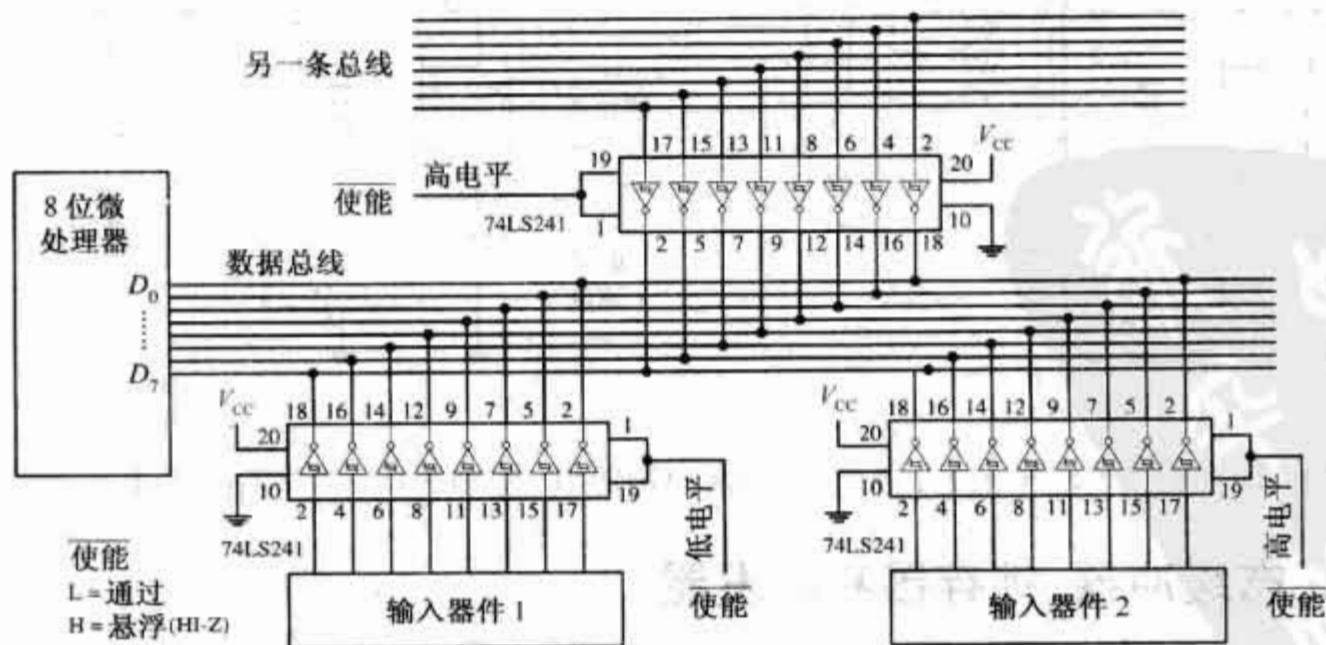 另一条总线
17 15 13 11 8 6 4 2
V_CC
19
20
高电平
使能
74LS241
1
10
2 5 7 9 12 14 16 18
8 位微
处理器
数据总线
D_0
D_7
V_CC
18 16 14 12 9 7 5 2
20
1
10
19
2 4 6 8 11 13 15 17
74LS241
低电平
使能
输入器件 1
V_CC
18 16 14 12 9 7 5 2
20
1
10
19
2 4 6 8 11 13 15 17
74LS241
高电平
使能
输入器件 2
使能
L = 通过
H = 悬浮(HI-Z)